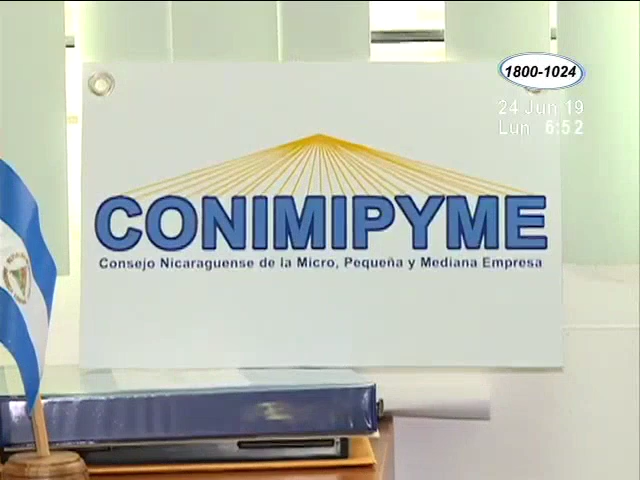 1800-1024
24 Jun 19
Lun 6:52
CONIMIPYME
Consejo Nicaraguense de la Micro, Pequeña y Mediana Empresa